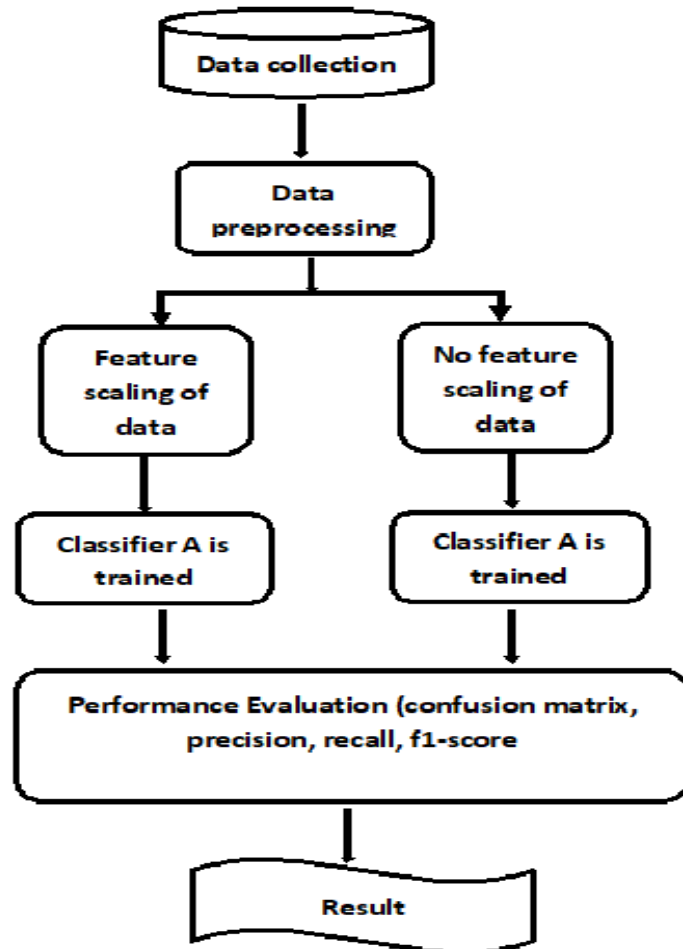 Data collection
Data
preprocessing
Feature
scaling of
data
No feature
scaling of
data
Classifier A is
trained
Classifier A is
trained
Performance Evaluation (confusion matrix,
precision, recall, f1-score
Result